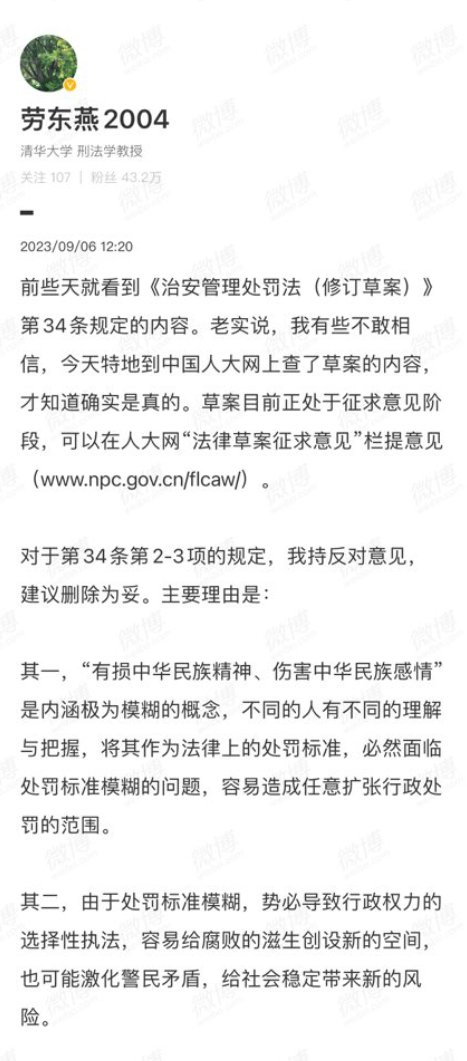 劳东燕2004
清华大学 刑法学教授
关注 107 | 粉丝 43.2万
2023/09/06 12:20
前些天就看到《治安管理处罚法（修订草案）》
第34条规定的内容。老实说，我有些不敢相
信，今天特地到中国人大网上查了草案的内容，
才知道确实是真的。草案目前正处于征求意见阶
段，可以在人大网“法律草案征求意见”栏提意见
（www.npc.gov.cn/flcaw/）。
对于第34条第2-3项的规定，我持反对意见，
建议删除为妥。主要理由是：
其一，“有损中华民族精神、伤害中华民族感情”
是内涵极为模糊的概念，不同的人有不同的理解
与把握，将其作为法律上的处罚标准，必然面临
处罚标准模糊的问题，容易造成任意扩张行政处
罚的范围。
其二，由于处罚标准模糊，势必导致行政权力的
选择性执法，容易给腐败的滋生创设新的空间，
也可能激化警民矛盾，给社会稳定带来新的风
险。